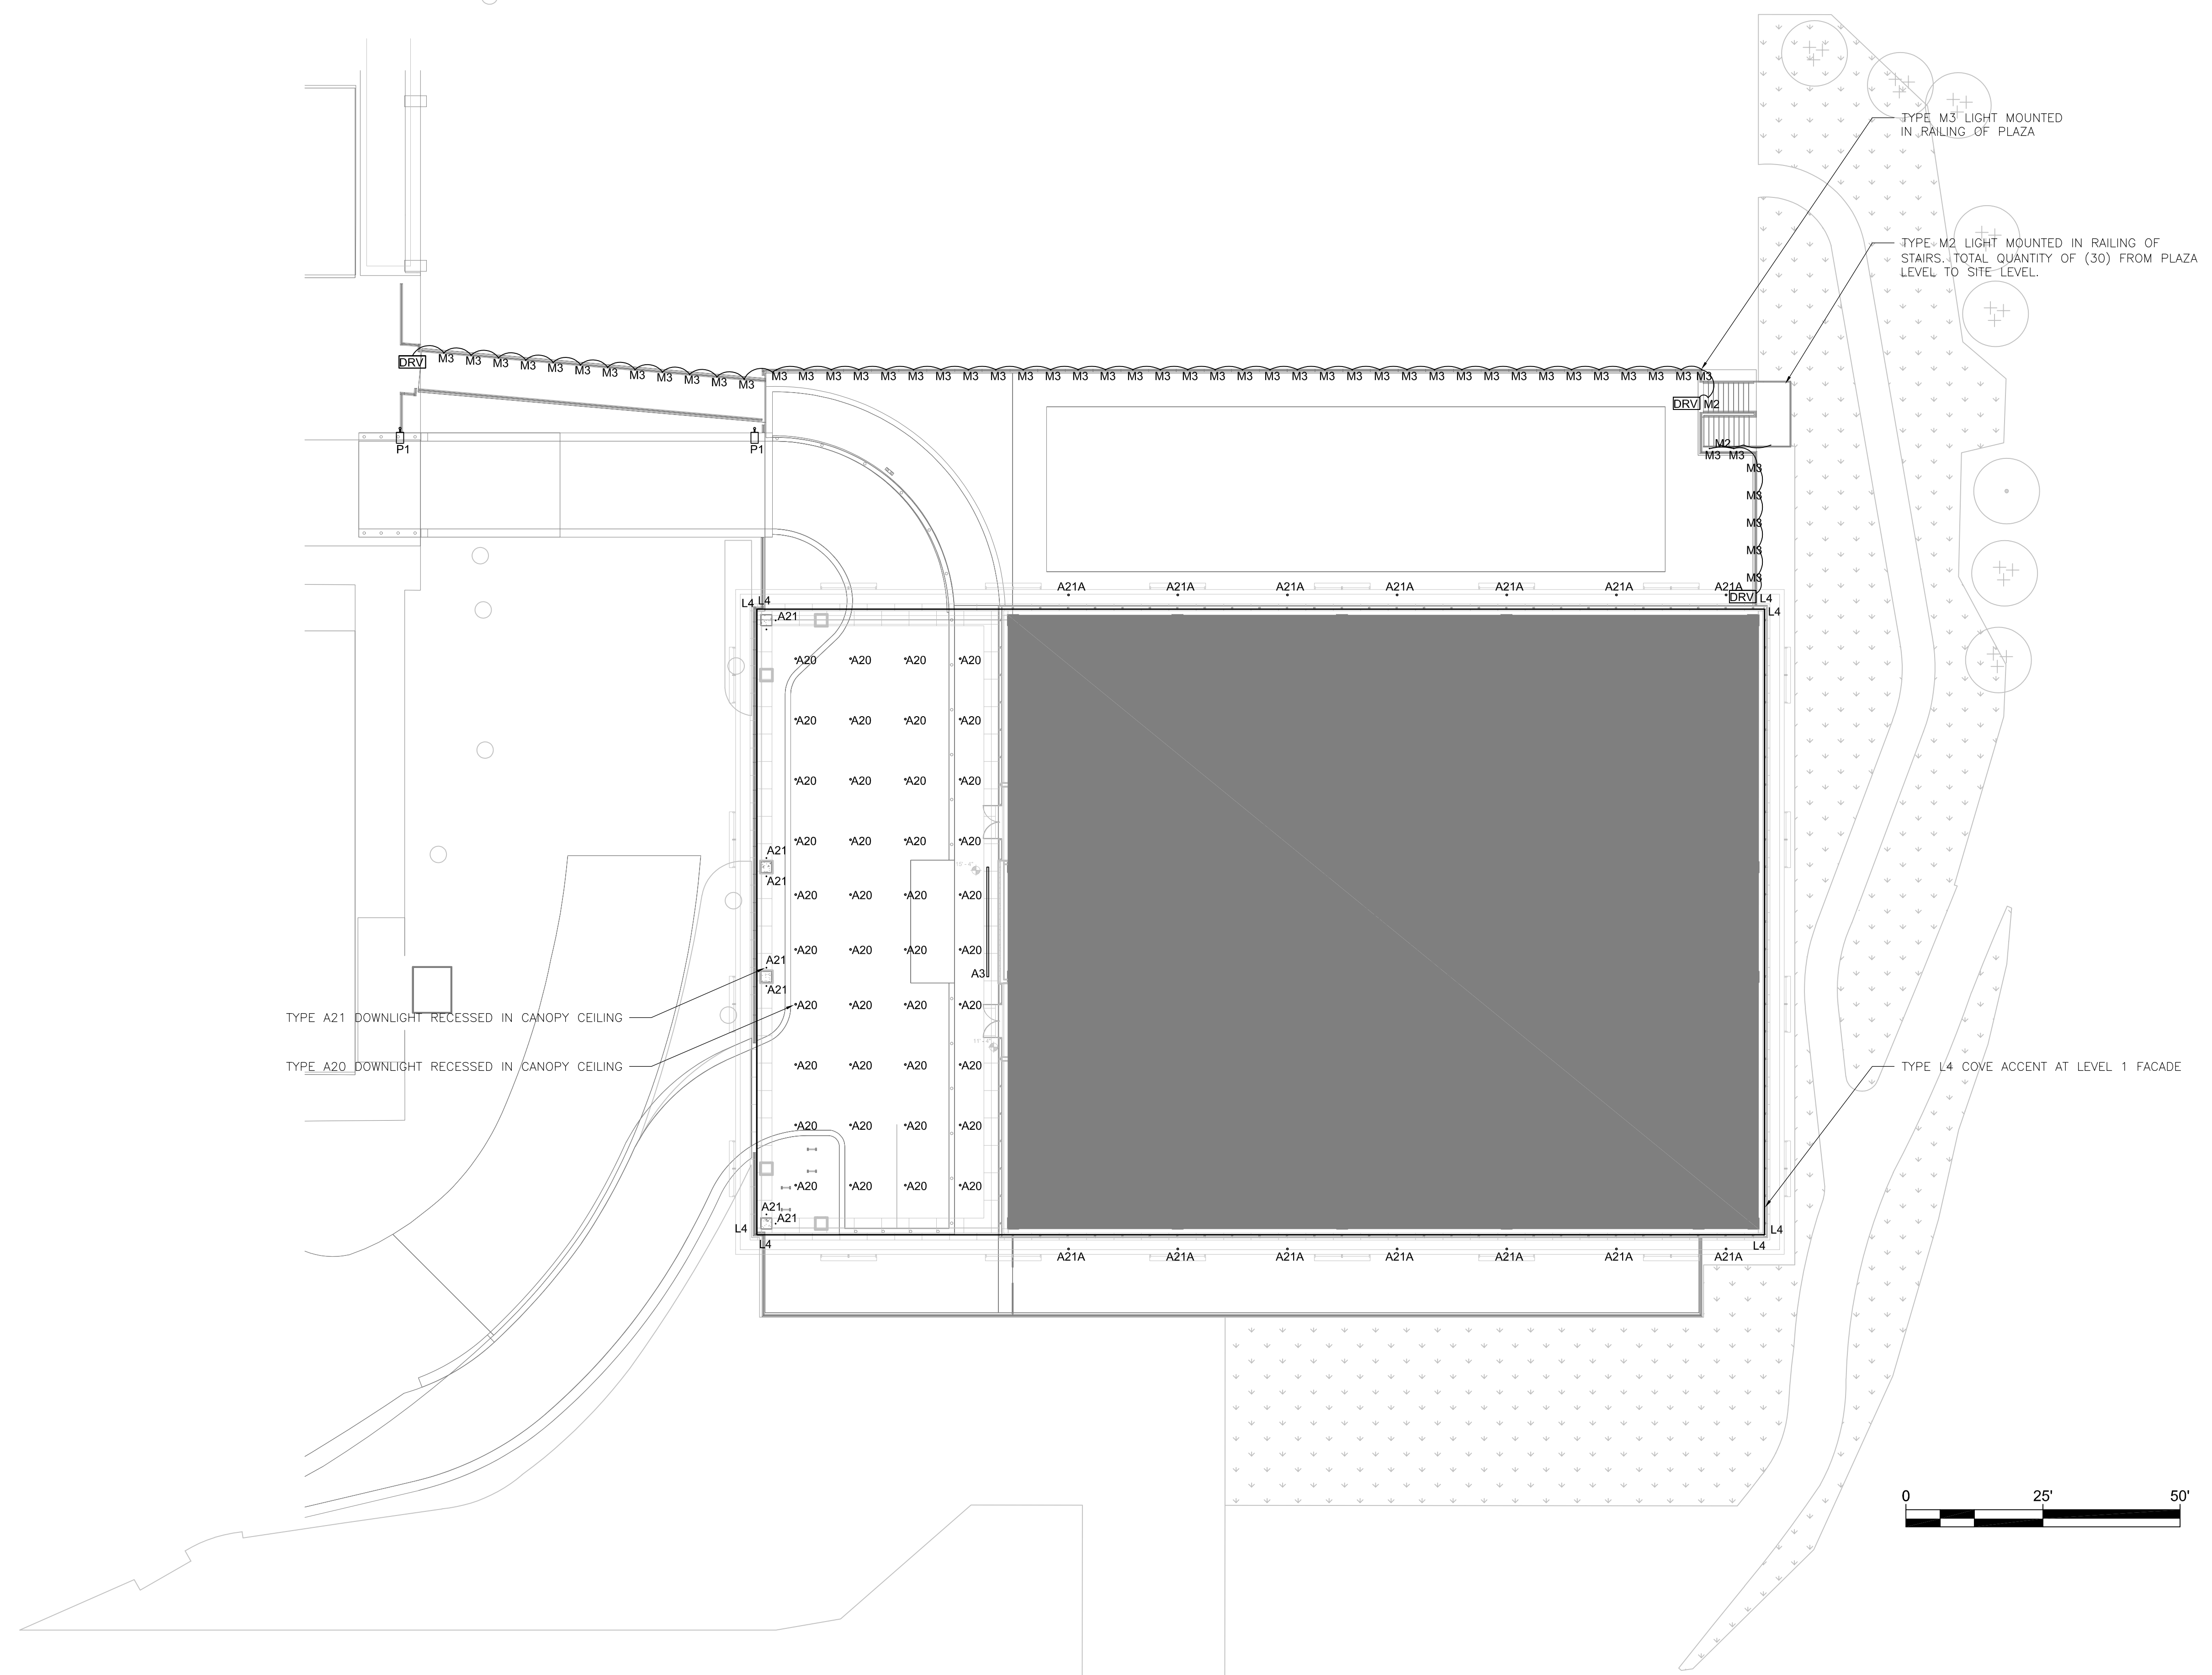 TYPE M3 LIGHT MOUNTED
IN RAILING OF PLAZA
TYPE M2 LIGHT MOUNTED IN RAILING OF
STAIRS. TOTAL QUANTITY OF (30) FROM PLAZA
LEVEL TO SITE LEVEL.
DRV M3 M3 M3 M3 M3 M3 M3 M3 M3 M3 M3 M3
M3 M3 M3 M3 M3 M3 M3 M3 M3 M3 M3 M3 M3 M3 M3 M3 M3 M3 M3 M3 M3 M3 M3 M3 M3 M3 M3 M3 M3 M3 M3 M3 M3 M3 M3
DRV M2
P1 P1
M2
M3 M3
M3
M3
M3
M3
M3
A21A A21A A21A A21A A21A A21A A21A
DRV L4
L4 L4
L4
A21
A20 A20 A20 A20
A20 A20 A20 A20
A20 A20 A20 A20
A20 A20 A20 A20
A21
A21
A20 A20 A20 A20
A20 A20 A20 A20
A21
A3
A21
A20 A20 A20 A20
TYPE A21 DOWNLIGHT RECESSED IN CANOPY CEILING
A20 A20 A20 A20
TYPE A20 DOWNLIGHT RECESSED IN CANOPY CEILING
TYPE L4 COVE ACCENT AT LEVEL 1 FACADE
A20 A20 A20 A20
A20 A20 A20 A20
A21
A21
L4 L4
L4 L4
A21A A21A A21A A21A A21A A21A A21A
0 25' 50'